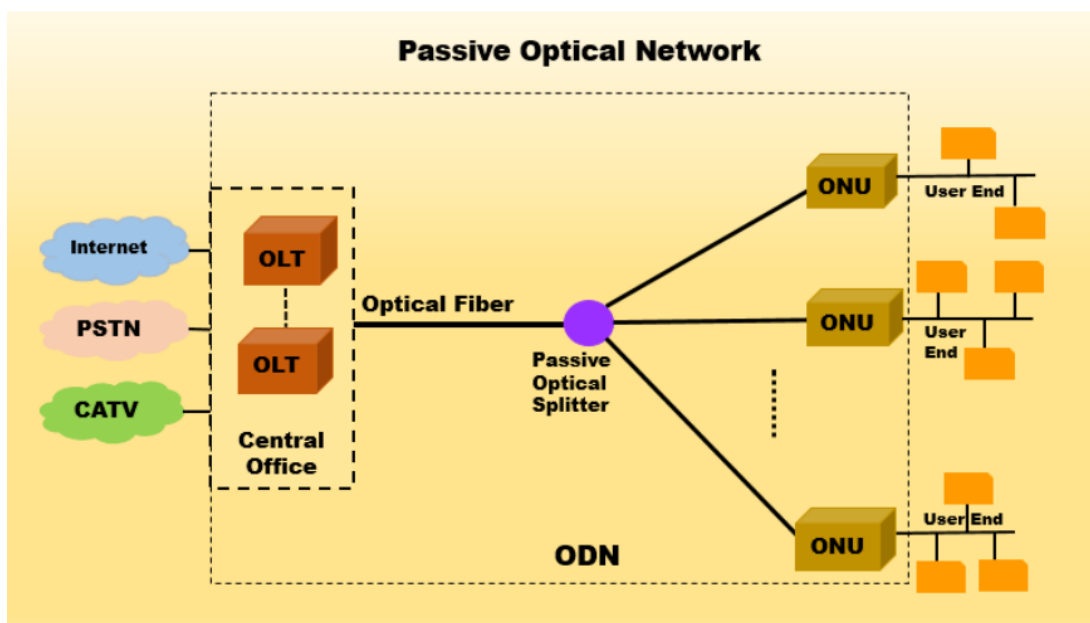 Passive Optical Network
Internet
PSTN
CATV
OLT
OLT
Central
Office
Optical Fiber
Passive
Optical
Splitter
ONU
User End
ONU
User
End
ONU
User End
ODN